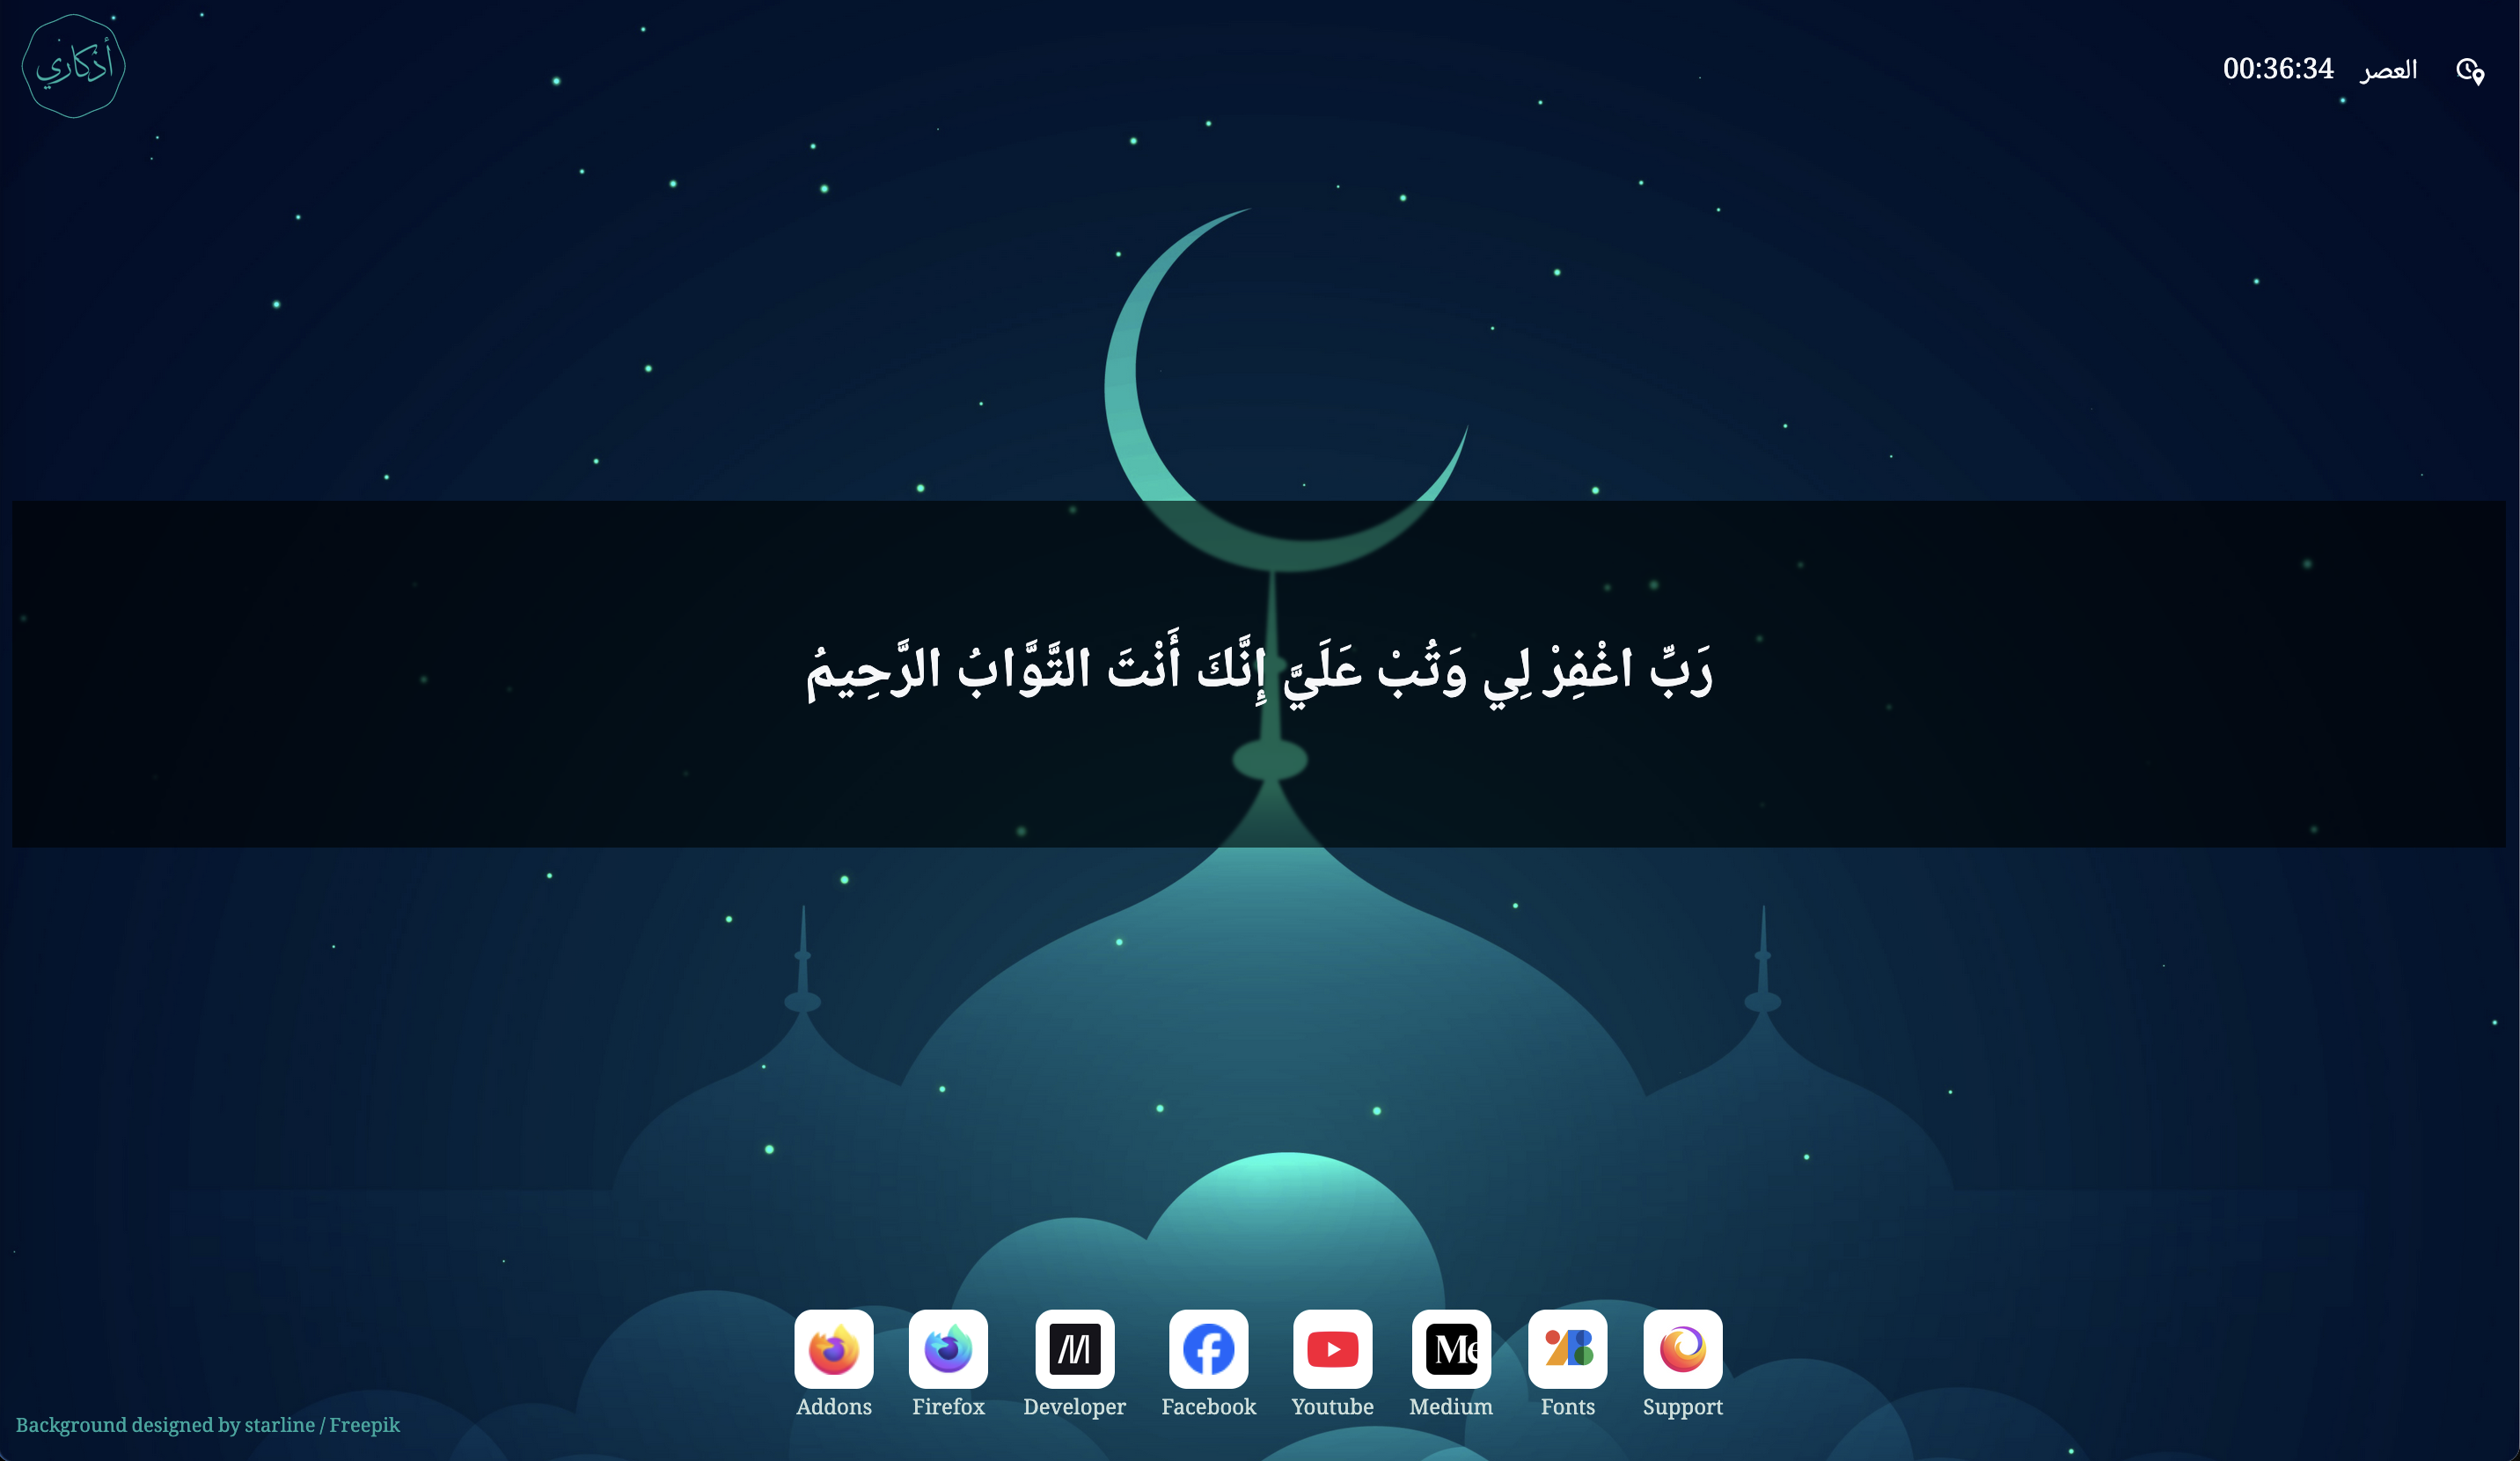 أذكاري
العصر 00:36:34
رَبِّ اغْفِرْ لِي وَتُبْ عَلَيَّ إِنَّكَ أَنْتَ التَّوَّابُ الرَّحِيمُ
Me
Addons Firefox Developer Facebook Youtube Medium Fonts Support
Background designed by starline / Freepik